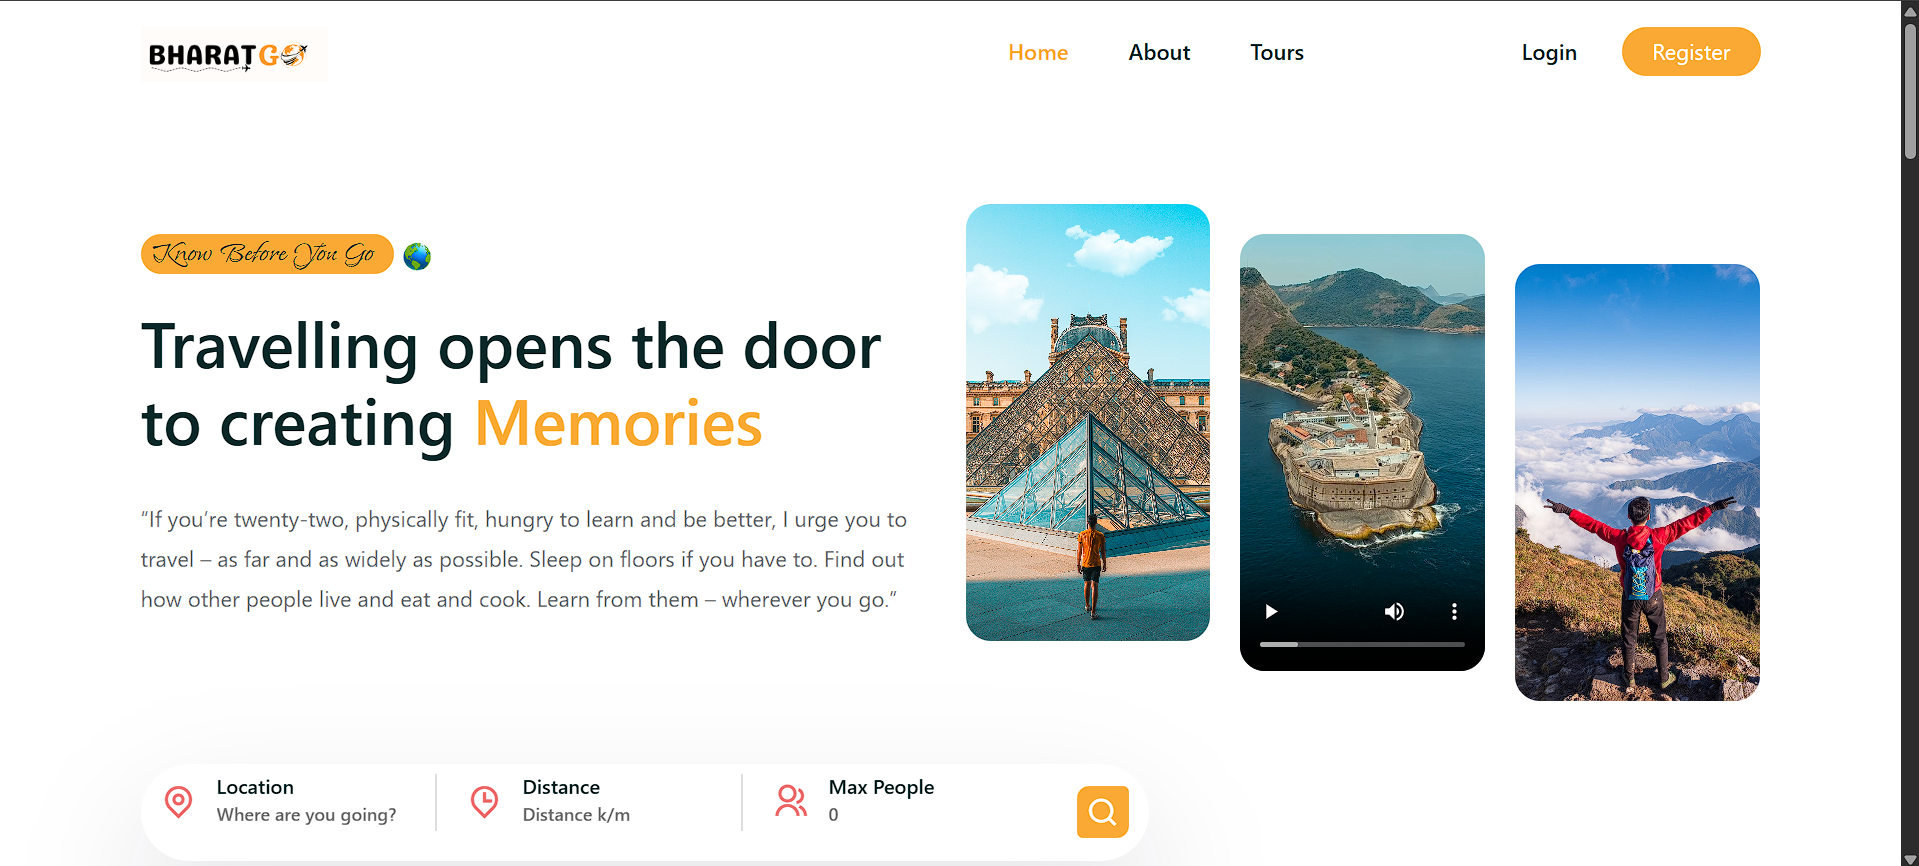 BHARAT GO
Home
About
Tours
Login
Register
Know Before You Go
Travelling opens the door
to creating Memories
“If you’re twenty-two, physically fit, hungry to learn and be better, I urge you to
travel – as far and as widely as possible. Sleep on floors if you have to. Find out
how other people live and eat and cook. Learn from them – wherever you go.”
Location
Where are you going?
Distance
Distance k/m
Max People
0